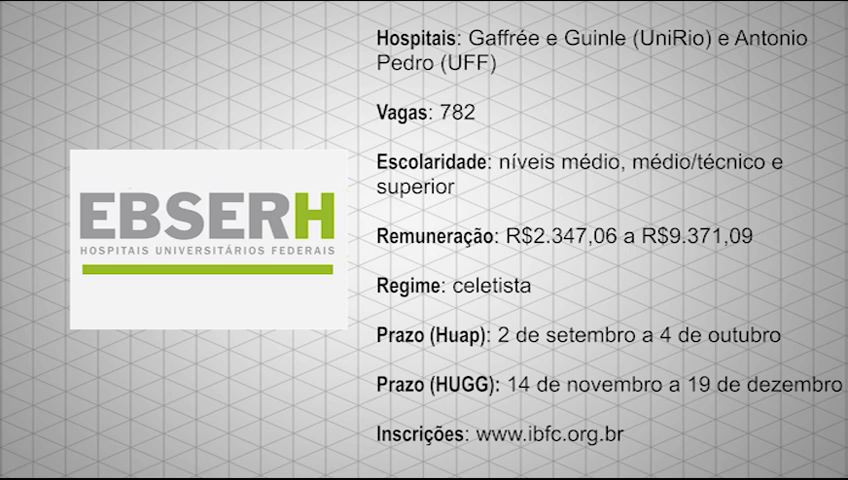 EBSERH
HOSPITAIS UNIVERSITÁRIOS FEDERAIS
Hospitais: Gaffrée e Guinle (UniRio) e Antonio
Pedro (UFF)
Vagas: 782
Escolaridade: níveis médio, médio/técnico e
superior
Remuneração: R$2.347,06 a R$9.371,09
Regime: celetista
Prazo (Huap): 2 de setembro a 4 de outubro
Prazo (HUGG): 14 de novembro a 19 de dezembro
Inscrições: www.ibfc.org.br